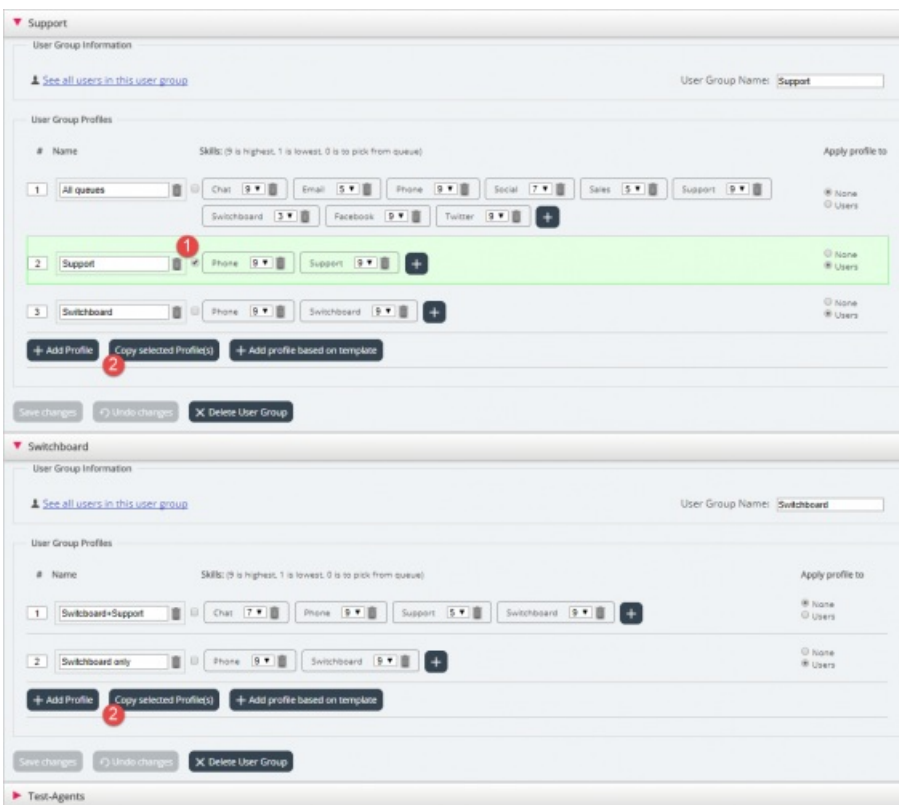 Support
User Group Information
See all users in this user group User Group Name: Support
User Group Profiles
# Name Skills: (9 is highest, 1 is lowest, 0 is to pick from queue) Apply profile to
1 All queues Chat 9 Email 5 Phone 9 Social 7 Sales 5 Support 9 None
Users
Switchboard 3 Facebook 9 Twitter 9 +
1
2 Support Phone 9 Support 9 + None
Users
3 Switchboard Phone 9 Switchboard 9 + None
Users
+ Add Profile Copy selected Profile(s) + Add profile based on template
2
Save changes Undo changes X Delete User Group
Switchboard
User Group Information
See all users in this user group User Group Name: Switchboard
User Group Profiles
# Name Skills: (9 is highest, 1 is lowest, 0 is to pick from queue) Apply profile to
1 Switcboard+Support Chat 7 Phone 9 Support 5 Switchboard 9 + None
Users
2 Switchboard only Phone 9 Switchboard 9 + None
Users
+ Add Profile Copy selected Profile(s) + Add profile based on template
2
Save changes Undo changes X Delete User Group
Test-Agents